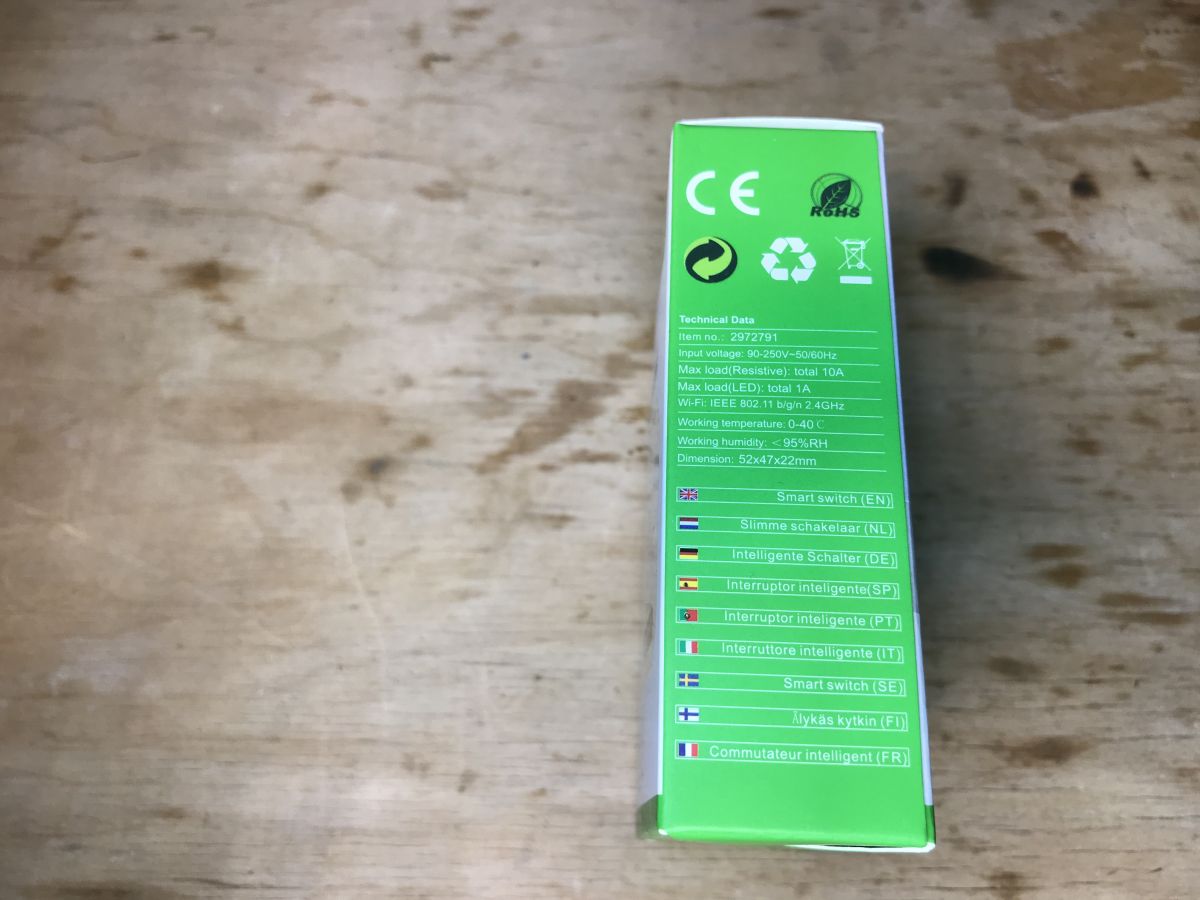 CE
RoHS
Technical Data
Item no.: 2972791
Input voltage: 90-250V~50/60Hz
Max load(Resistive): total 10A
Max load(LED): total 1A
Wi-Fi: IEEE 802.11 b/g/n 2.4GHz
Working temperature: 0-40℃
Working humidity: <95%RH
Dimension: 52x47x22mm
Smart switch (EN)
Slimme schakelaar (NL)
Intelligente Schalter (DE)
Interruptor inteligente(SP)
Interruptor inteligente (PT)
Interruttore intelligente (IT)
Smart switch (SE)
Älykäs kytkin (FI)
Commutateur intelligent (FR)